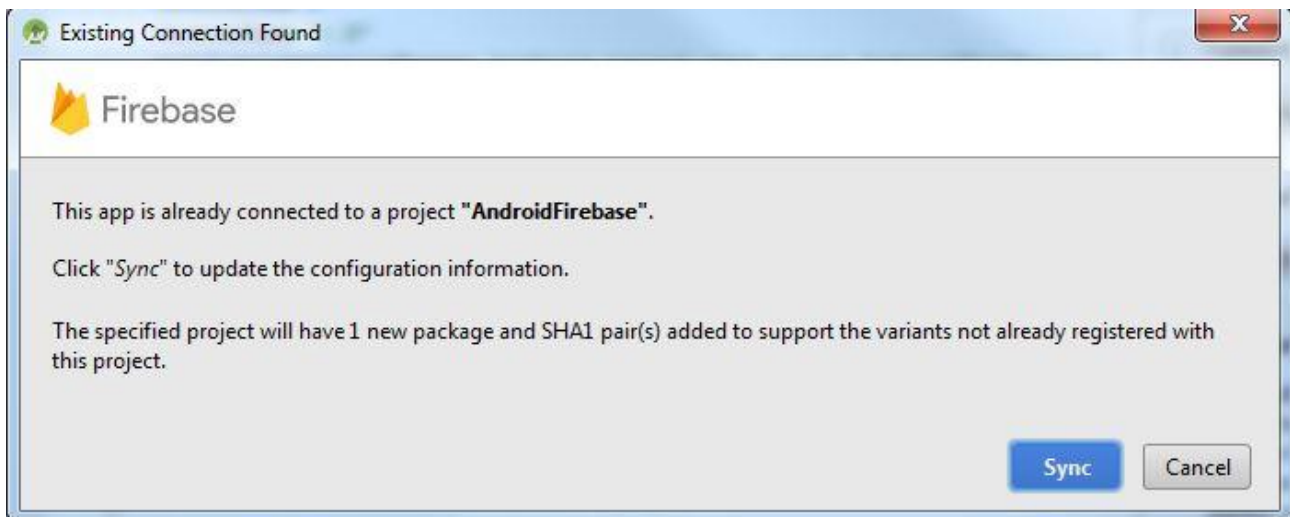 Existing Connection Found
Firebase
This app is already connected to a project "AndroidFirebase".
Click "Sync" to update the configuration information.
The specified project will have 1 new package and SHA1 pair(s) added to support the variants not already registered with
this project.
Sync
Cancel